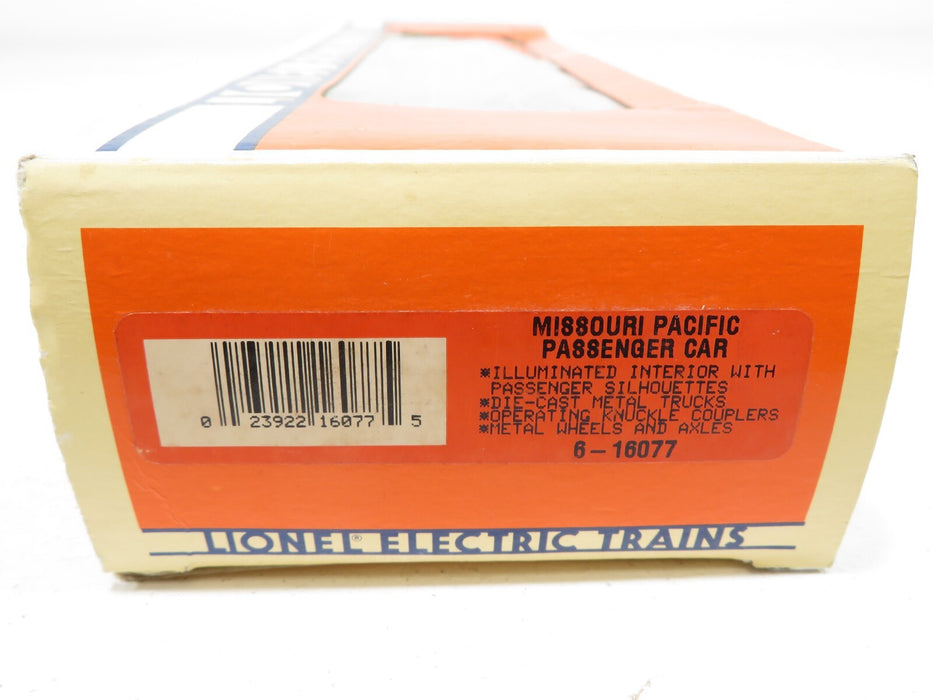 LIONEL
MISSOURI PACIFIC
PASSENGER CAR
*ILLUMINATED INTERIOR WITH
PASSENGER SILHOUETTES
*DIE-CAST METAL TRUCKS
*OPERATING KNUCKLE COUPLERS
*METAL WHEELS AND AXLES
6-16077
0 23922 16077 5
LIONEL® ELECTRIC TRAINS